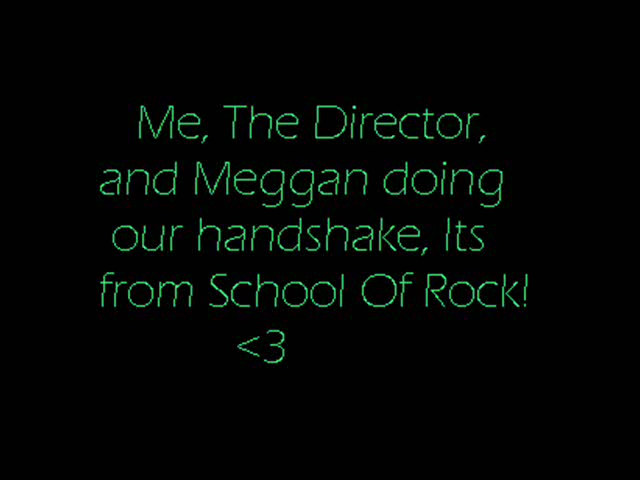 Me, The Director,
and Meggan doing
our handshake, Its
from School Of Rock!
<3